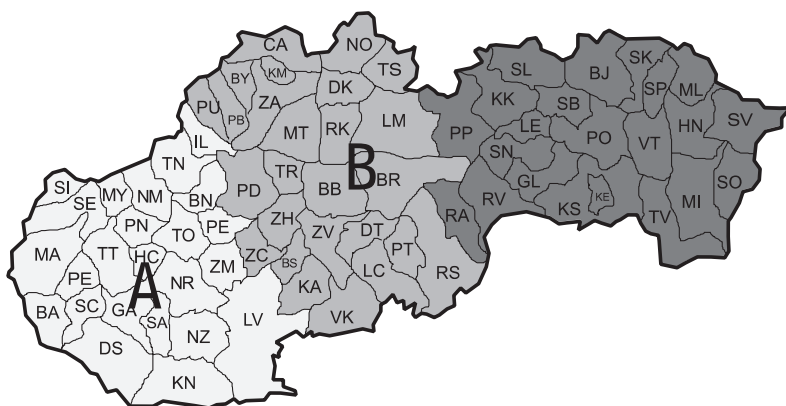 CA NO
BY KM TS SL BJ SK
PU ZA DK KK SP ML
PB MT RK LM SB HN SV
IL PP LE PO VT
TN SN
SI TR B BR GL SO
SE MY NM BN PD BB RV KS KE MI
PN PE ZH RA TV
TO ZV DT
MA TT HC ZC BS PT
PE A NR ZM LC RS
BA SC GA KA
SA LV VK
DS NZ
KN